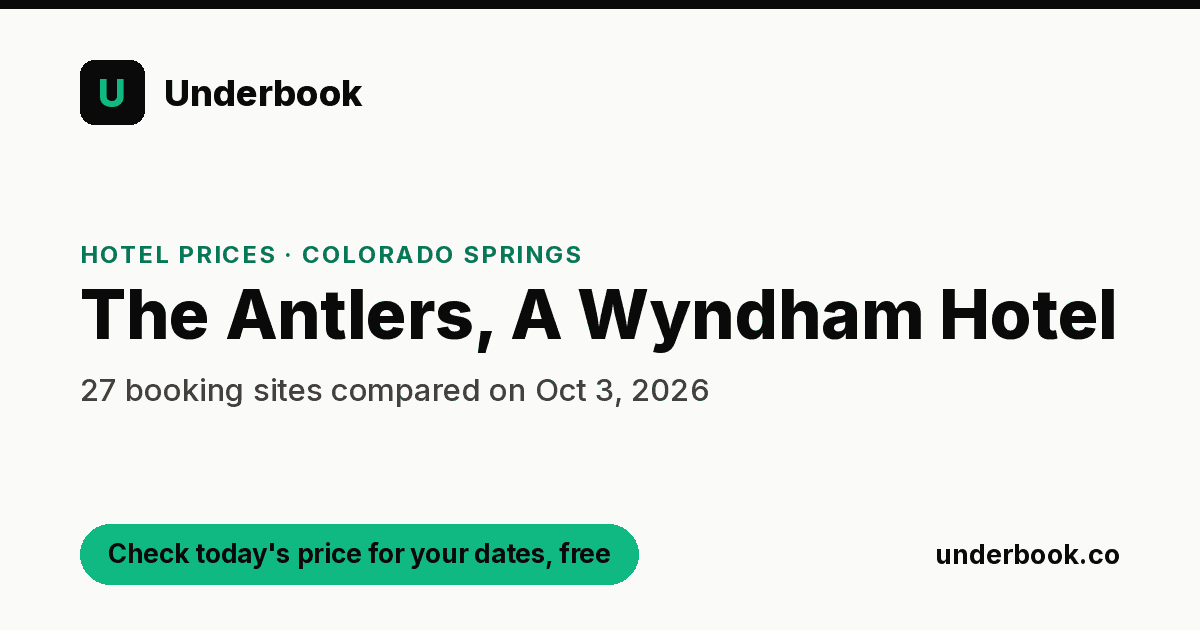 U
Underbook
HOTEL PRICES · COLORADO SPRINGS
The Antlers, A Wyndham Hotel
27 booking sites compared on Oct 3, 2026
Check today's price for your dates, free
underbook.co